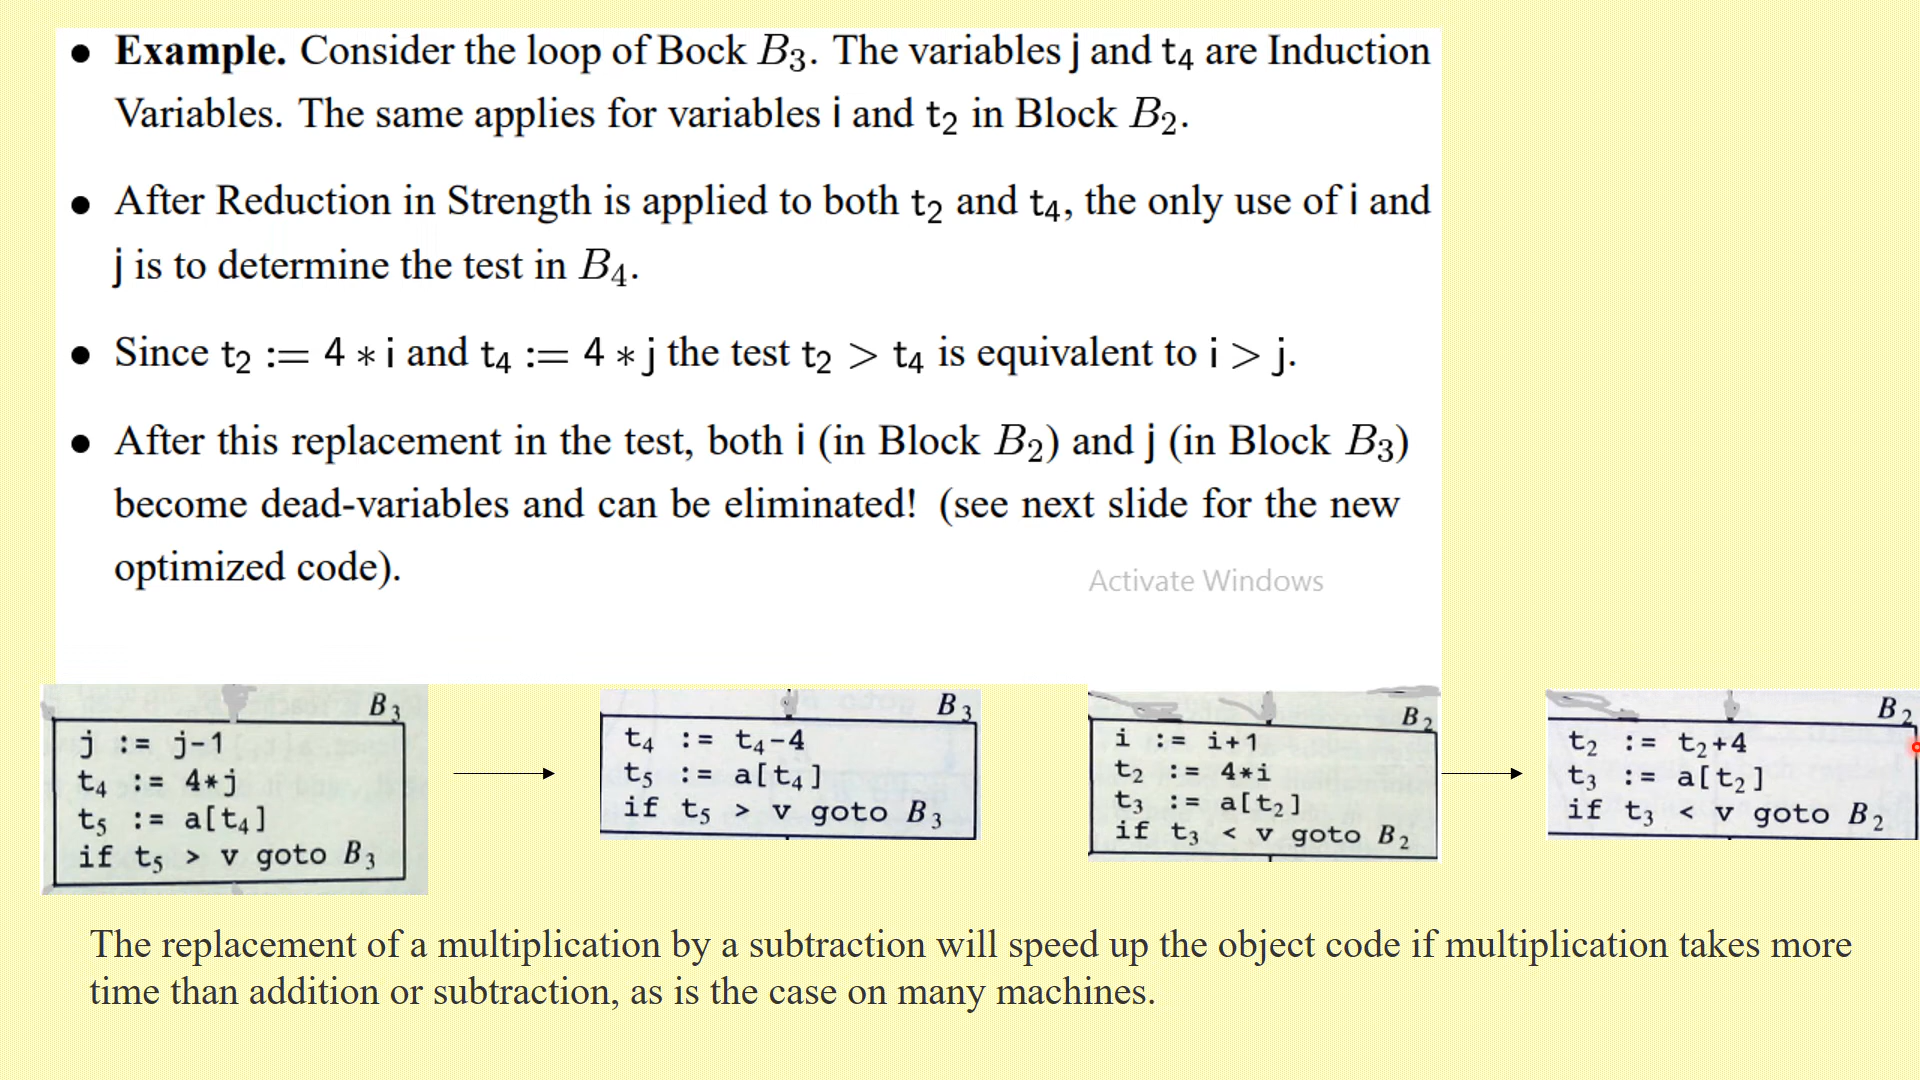 • Example. Consider the loop of Bock B3. The variables j and t4 are Induction
Variables. The same applies for variables i and t2 in Block B2.
• After Reduction in Strength is applied to both t2 and t4, the only use of i and
j is to determine the test in B4.
• Since t2 := 4 * i and t4 := 4 * j the test t2 > t4 is equivalent to i > j.
• After this replacement in the test, both i (in Block B2) and j (in Block B3)
become dead-variables and can be eliminated! (see next slide for the new
optimized code).
Activate Windows
B3
j := j-1
t4 := 4*j
t5 := a[t4]
if t5 > v goto B3
B3
t4 := t4-4
t5 := a[t4]
if t5 > v goto B3
B2
i := i+1
t2 := 4*i
t3 := a[t2]
if t3 < v goto B2
B2
t2 := t2+4
t3 := a[t2]
if t3 < v goto B2
The replacement of a multiplication by a subtraction will speed up the object code if multiplication takes more
time than addition or subtraction, as is the case on many machines.